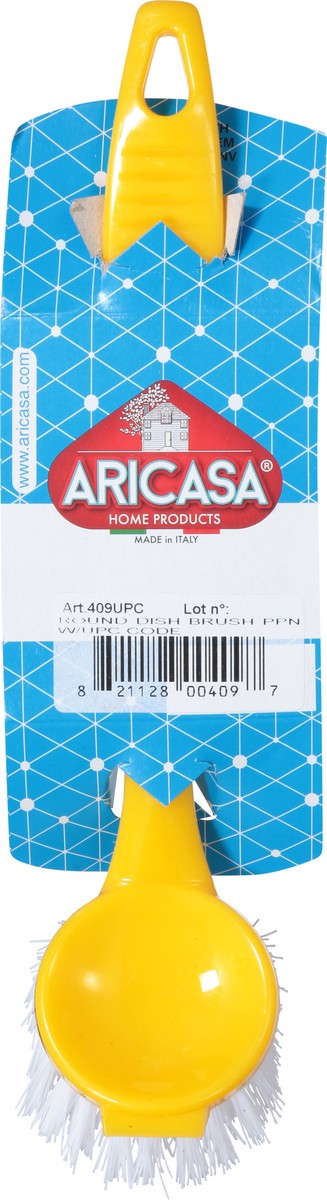 www.aricasa.com
ARICASA®
HOME PRODUCTS
MADE in ITALY
Art.409UPC Lot n°:
ROUND DISH BRUSH PPN
W/UPC CODE
8 21128 00409 7